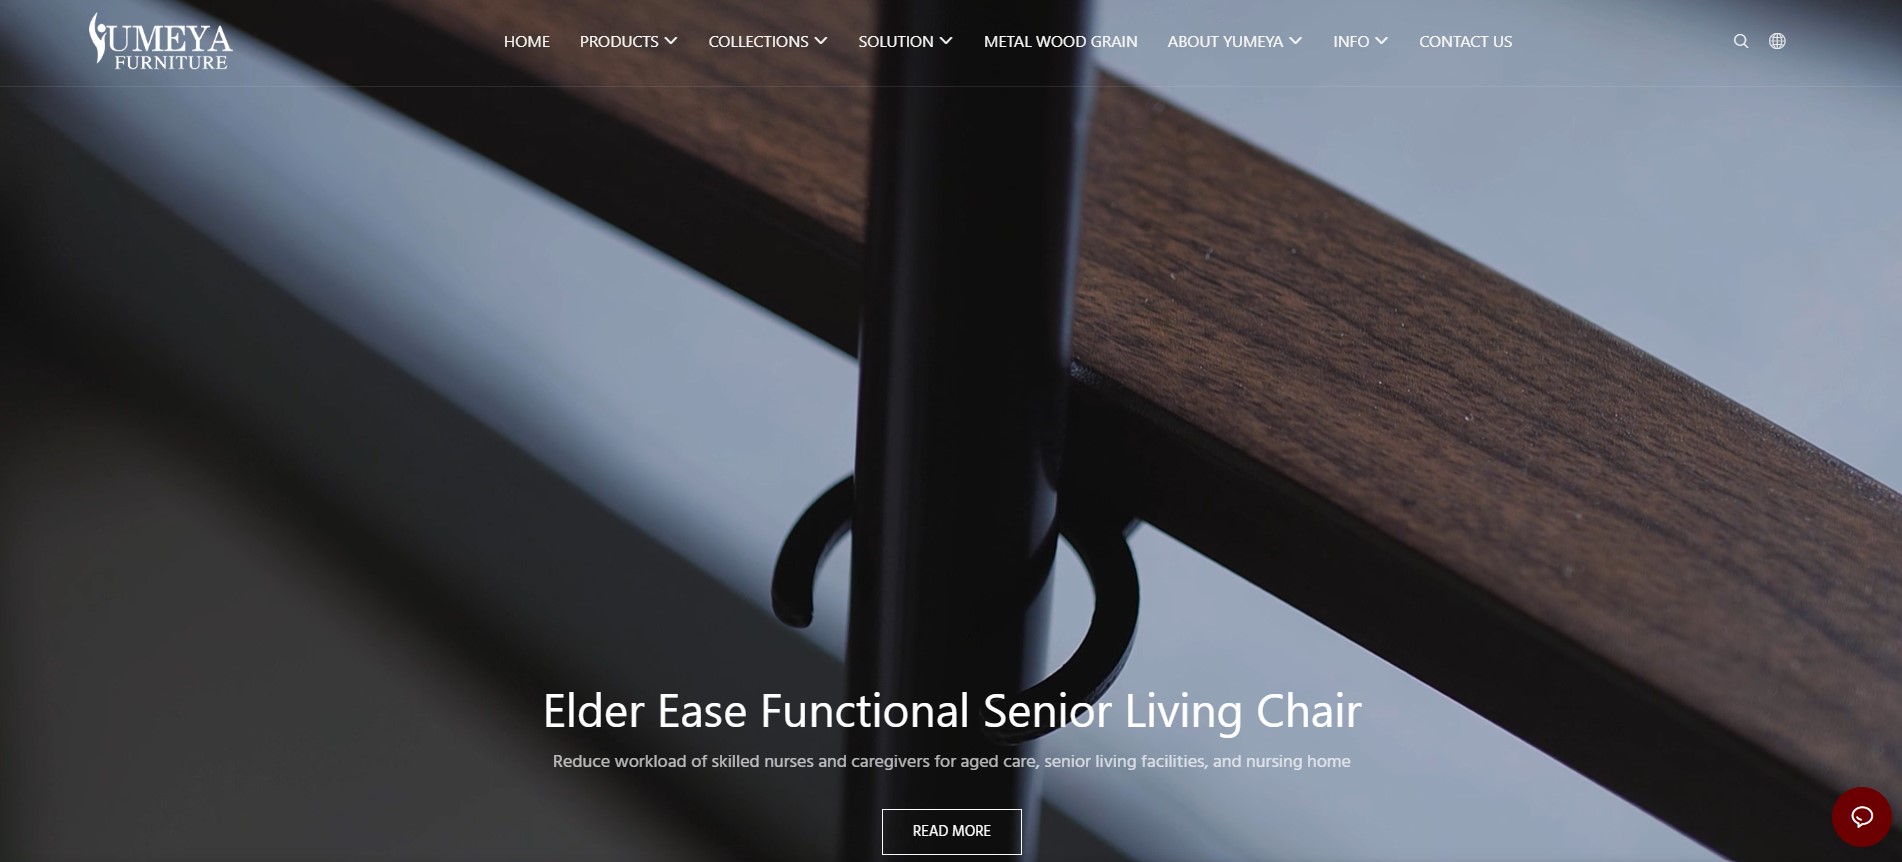 YUMEYA
FURNITURE
HOME
PRODUCTS
COLLECTIONS
SOLUTION
METAL WOOD GRAIN
ABOUT YUMEYA
INFO
CONTACT US
Elder Ease Functional Senior Living Chair
Reduce workload of skilled nurses and caregivers for aged care, senior living facilities, and nursing home
READ MORE